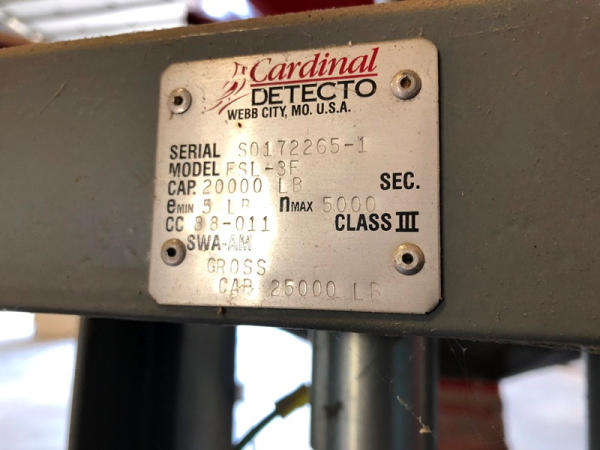 Cardinal
DETECTO
WEBB CITY, MO. U.S.A.
SERIAL S0172265-1
MODEL FSL-3F
CAP. 20000 LB SEC.
eMIN 5 LB nMAX 5000
CC 88-011 CLASS III
SWA-AM
GROSS
CAP 25000 LB